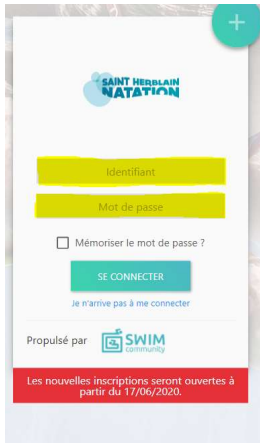 +
SAINT HERBLAIN
NATATION
Identifiant
Mot de passe
Mémoriser le mot de passe ?
SE CONNECTER
Je n'arrive pas à me connecter
Propulsé par
SWIM
community
Les nouvelles inscriptions seront ouvertes à
partir du 17/06/2020.